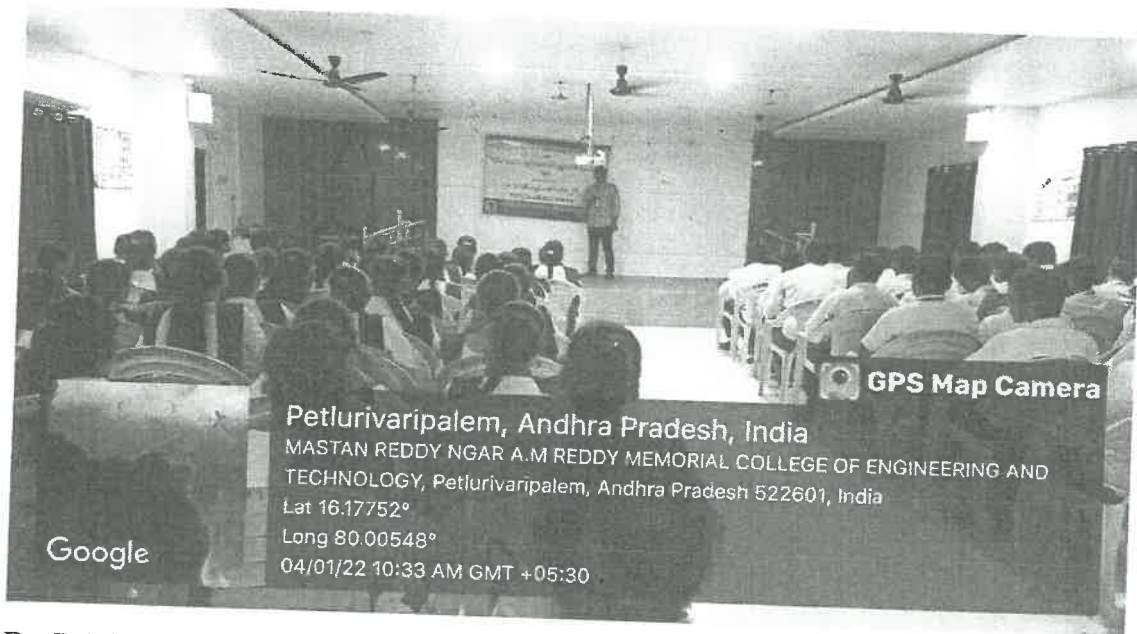 GPS Map Camera
Petlurivaripalem, Andhra Pradesh, India
MASTAN REDDY NGAR A.M REDDY MEMORIAL COLLEGE OF ENGINEERING AND
TECHNOLOGY, Petlurivaripalem, Andhra Pradesh 522601, India
Lat 16.17752°
Long 80.00548°
04/01/22 10:33 AM GMT +05:30
Google